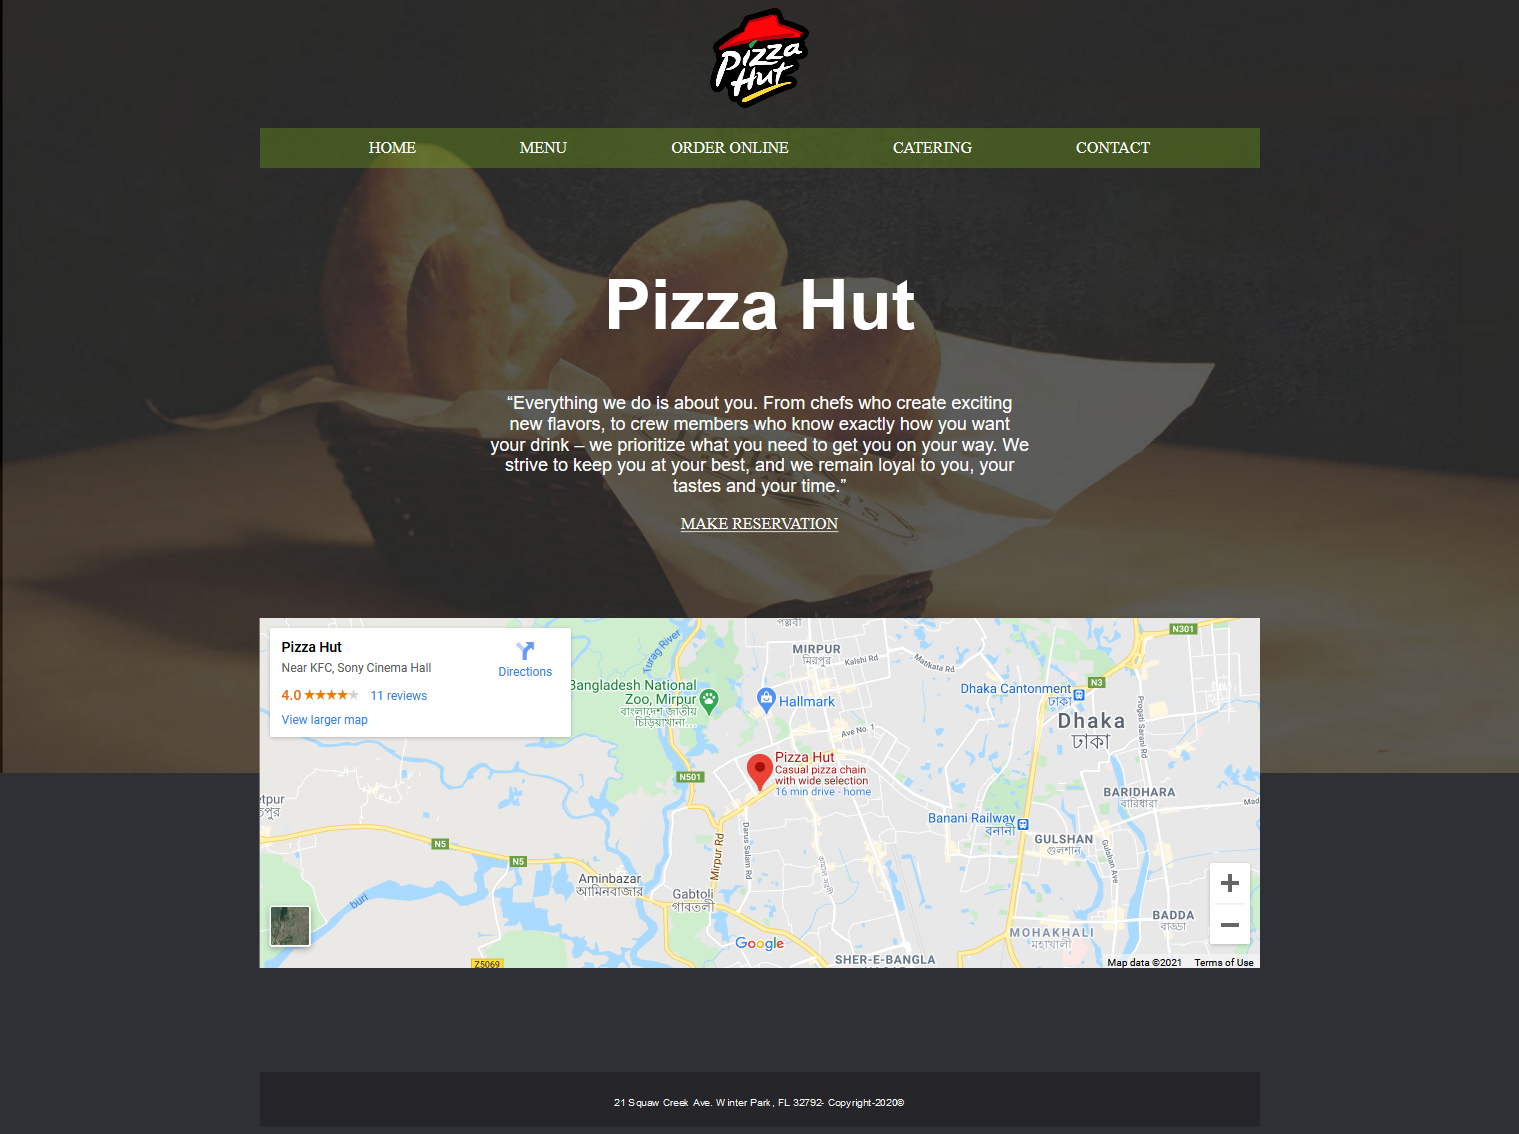 Pizza
Hut
HOME MENU ORDER ONLINE CATERING CONTACT
Pizza Hut
“Everything we do is about you. From chefs who create exciting
new flavors, to crew members who know exactly how you want
your drink – we prioritize what you need to get you on your way. We
strive to keep you at your best, and we remain loyal to you, your
tastes and your time.”
MAKE RESERVATION
Pizza Hut
Near KFC, Sony Cinema Hall
Directions
4.0 11 reviews
View larger map
Turag River
পল্লবী
MIRPUR
মিরপুর
Kalshi Rd
Matikata Rd
N301
N3
Bangladesh National
Zoo, Mirpur
বাংলাদেশ জাতীয়
চিড়িয়াখানা...
Hallmark
Dhaka Cantonment
ঢাকা
Dhaka
ঢাকা
Progati Sarani Rd
Ave No. 1
Pizza Hut
Casual pizza chain
with wide selection
16 min drive - home
N501
BARIDHARA
বারিধারা
Mad
etpur
Banani Railway
বনানী
GULSHAN
গুলশান
Gulshan Ave
Darus Salam Rd
Mirpur Rd
N5
N5
Aminbazar
আমিনবাজার
Gabtoli
গাবতলী
buri
BADDA
বাড্ডা
MOHAKHALI
মহাখালী
Google
SHER-E-BANGLA
Z5069
Map data ©2021 Terms of Use
21 Squaw Creek Ave. Winter Park, FL 32792- Copyright-2020©